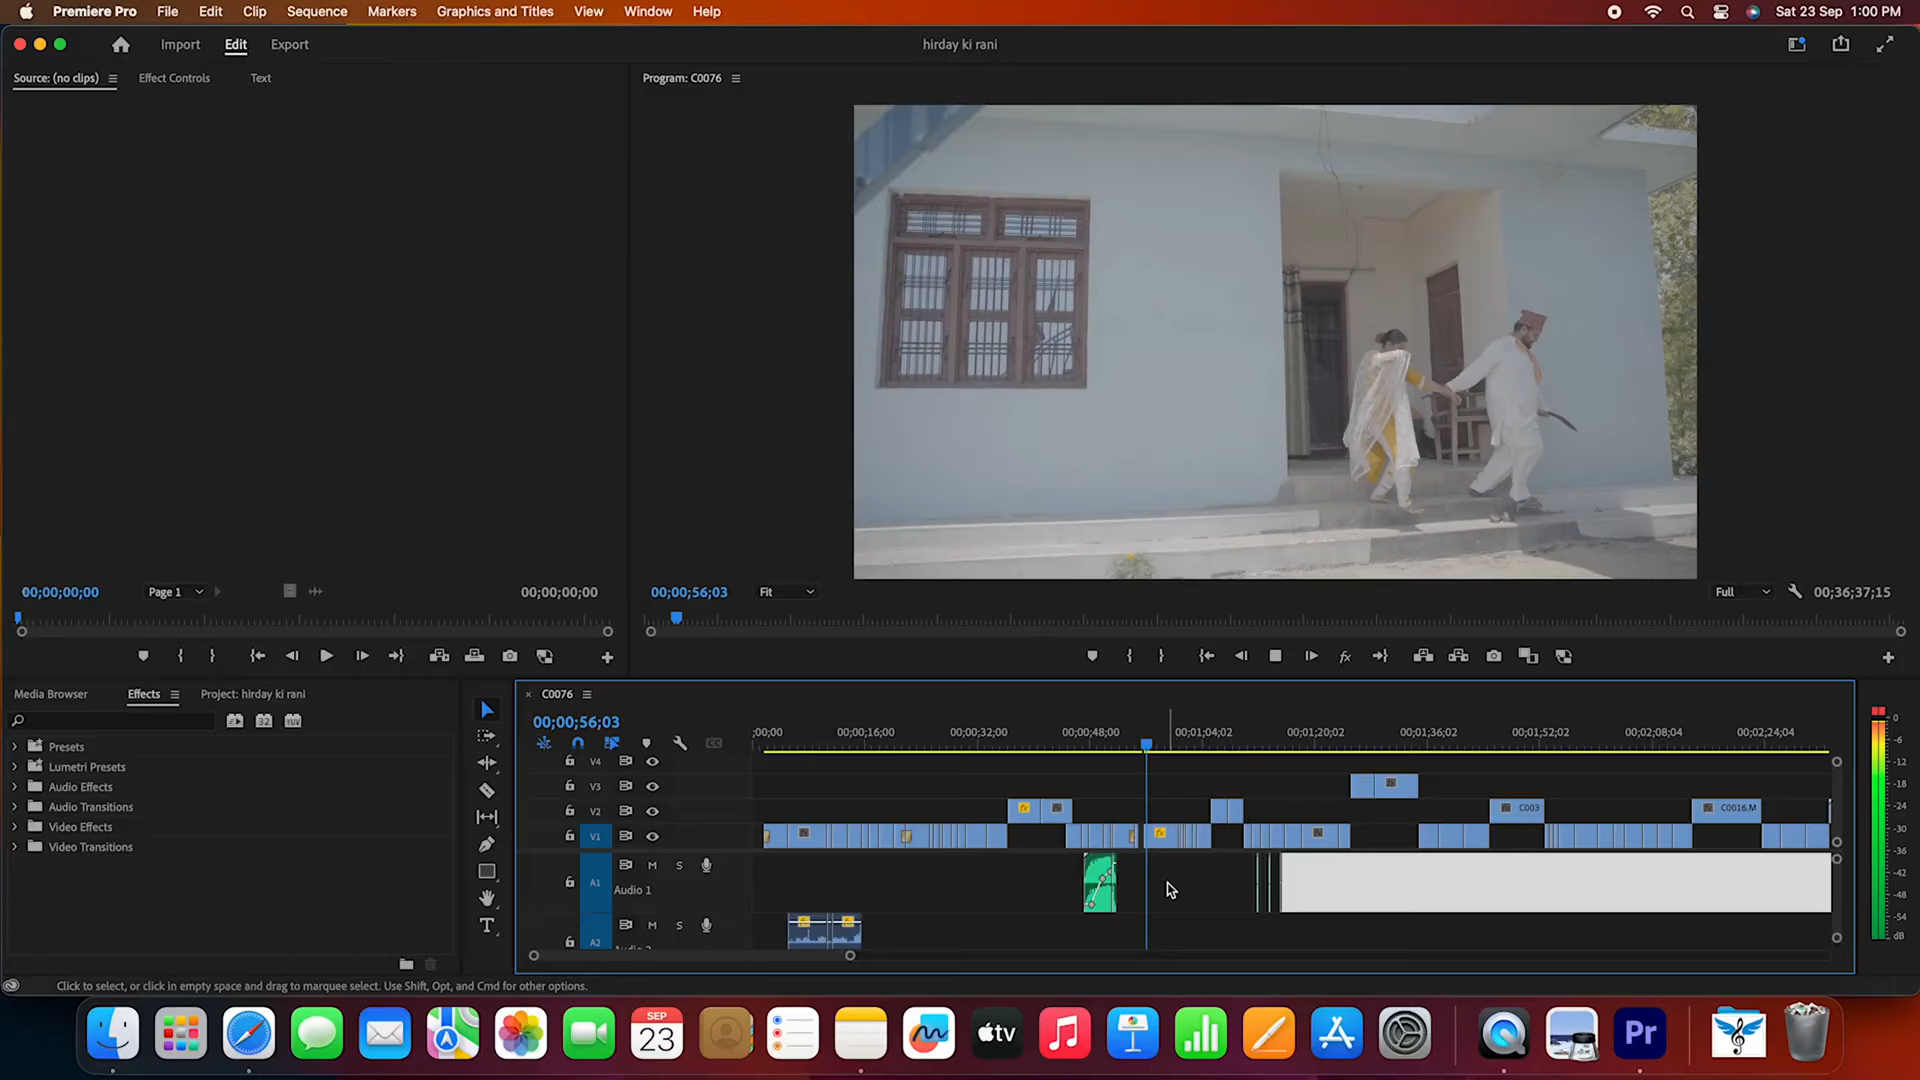 Premiere Pro File Edit Clip Sequence Markers Graphics and Titles View Window Help Sat 23 Sep 1:00 PM
Import Edit Export hirday ki rani
Source: (no clips) Effect Controls Text Program: C0076
00;00;00;00 Page 1 00;00;00;00 00;00;56;03 Fit Full 00;36;37;15
Media Browser Effects Project: hirday ki rani C0076
00;00;56;03
32 YUV
;00;00 00;00;16;00 00;00;32;00 00;00;48;00 00;01;04;02 00;01;20;02 00;01;36;02 00;01;52;02 00;02;08;04 00;02;24;04
CC
Presets
Lumetri Presets
Audio Effects
Audio Transitions
Video Effects
Video Transitions
V4
V3
V2 fx fx C003 C0016.M
V1 fx
M S
A1 Audio 1
M S
A2
0
-6
-12
-18
-24
-30
-36
-42
-48
-54
dB
Click to select, or click in empty space and drag to marquee select. Use Shift, Opt, and Cmd for other options.
SEP
23
tv
Pr